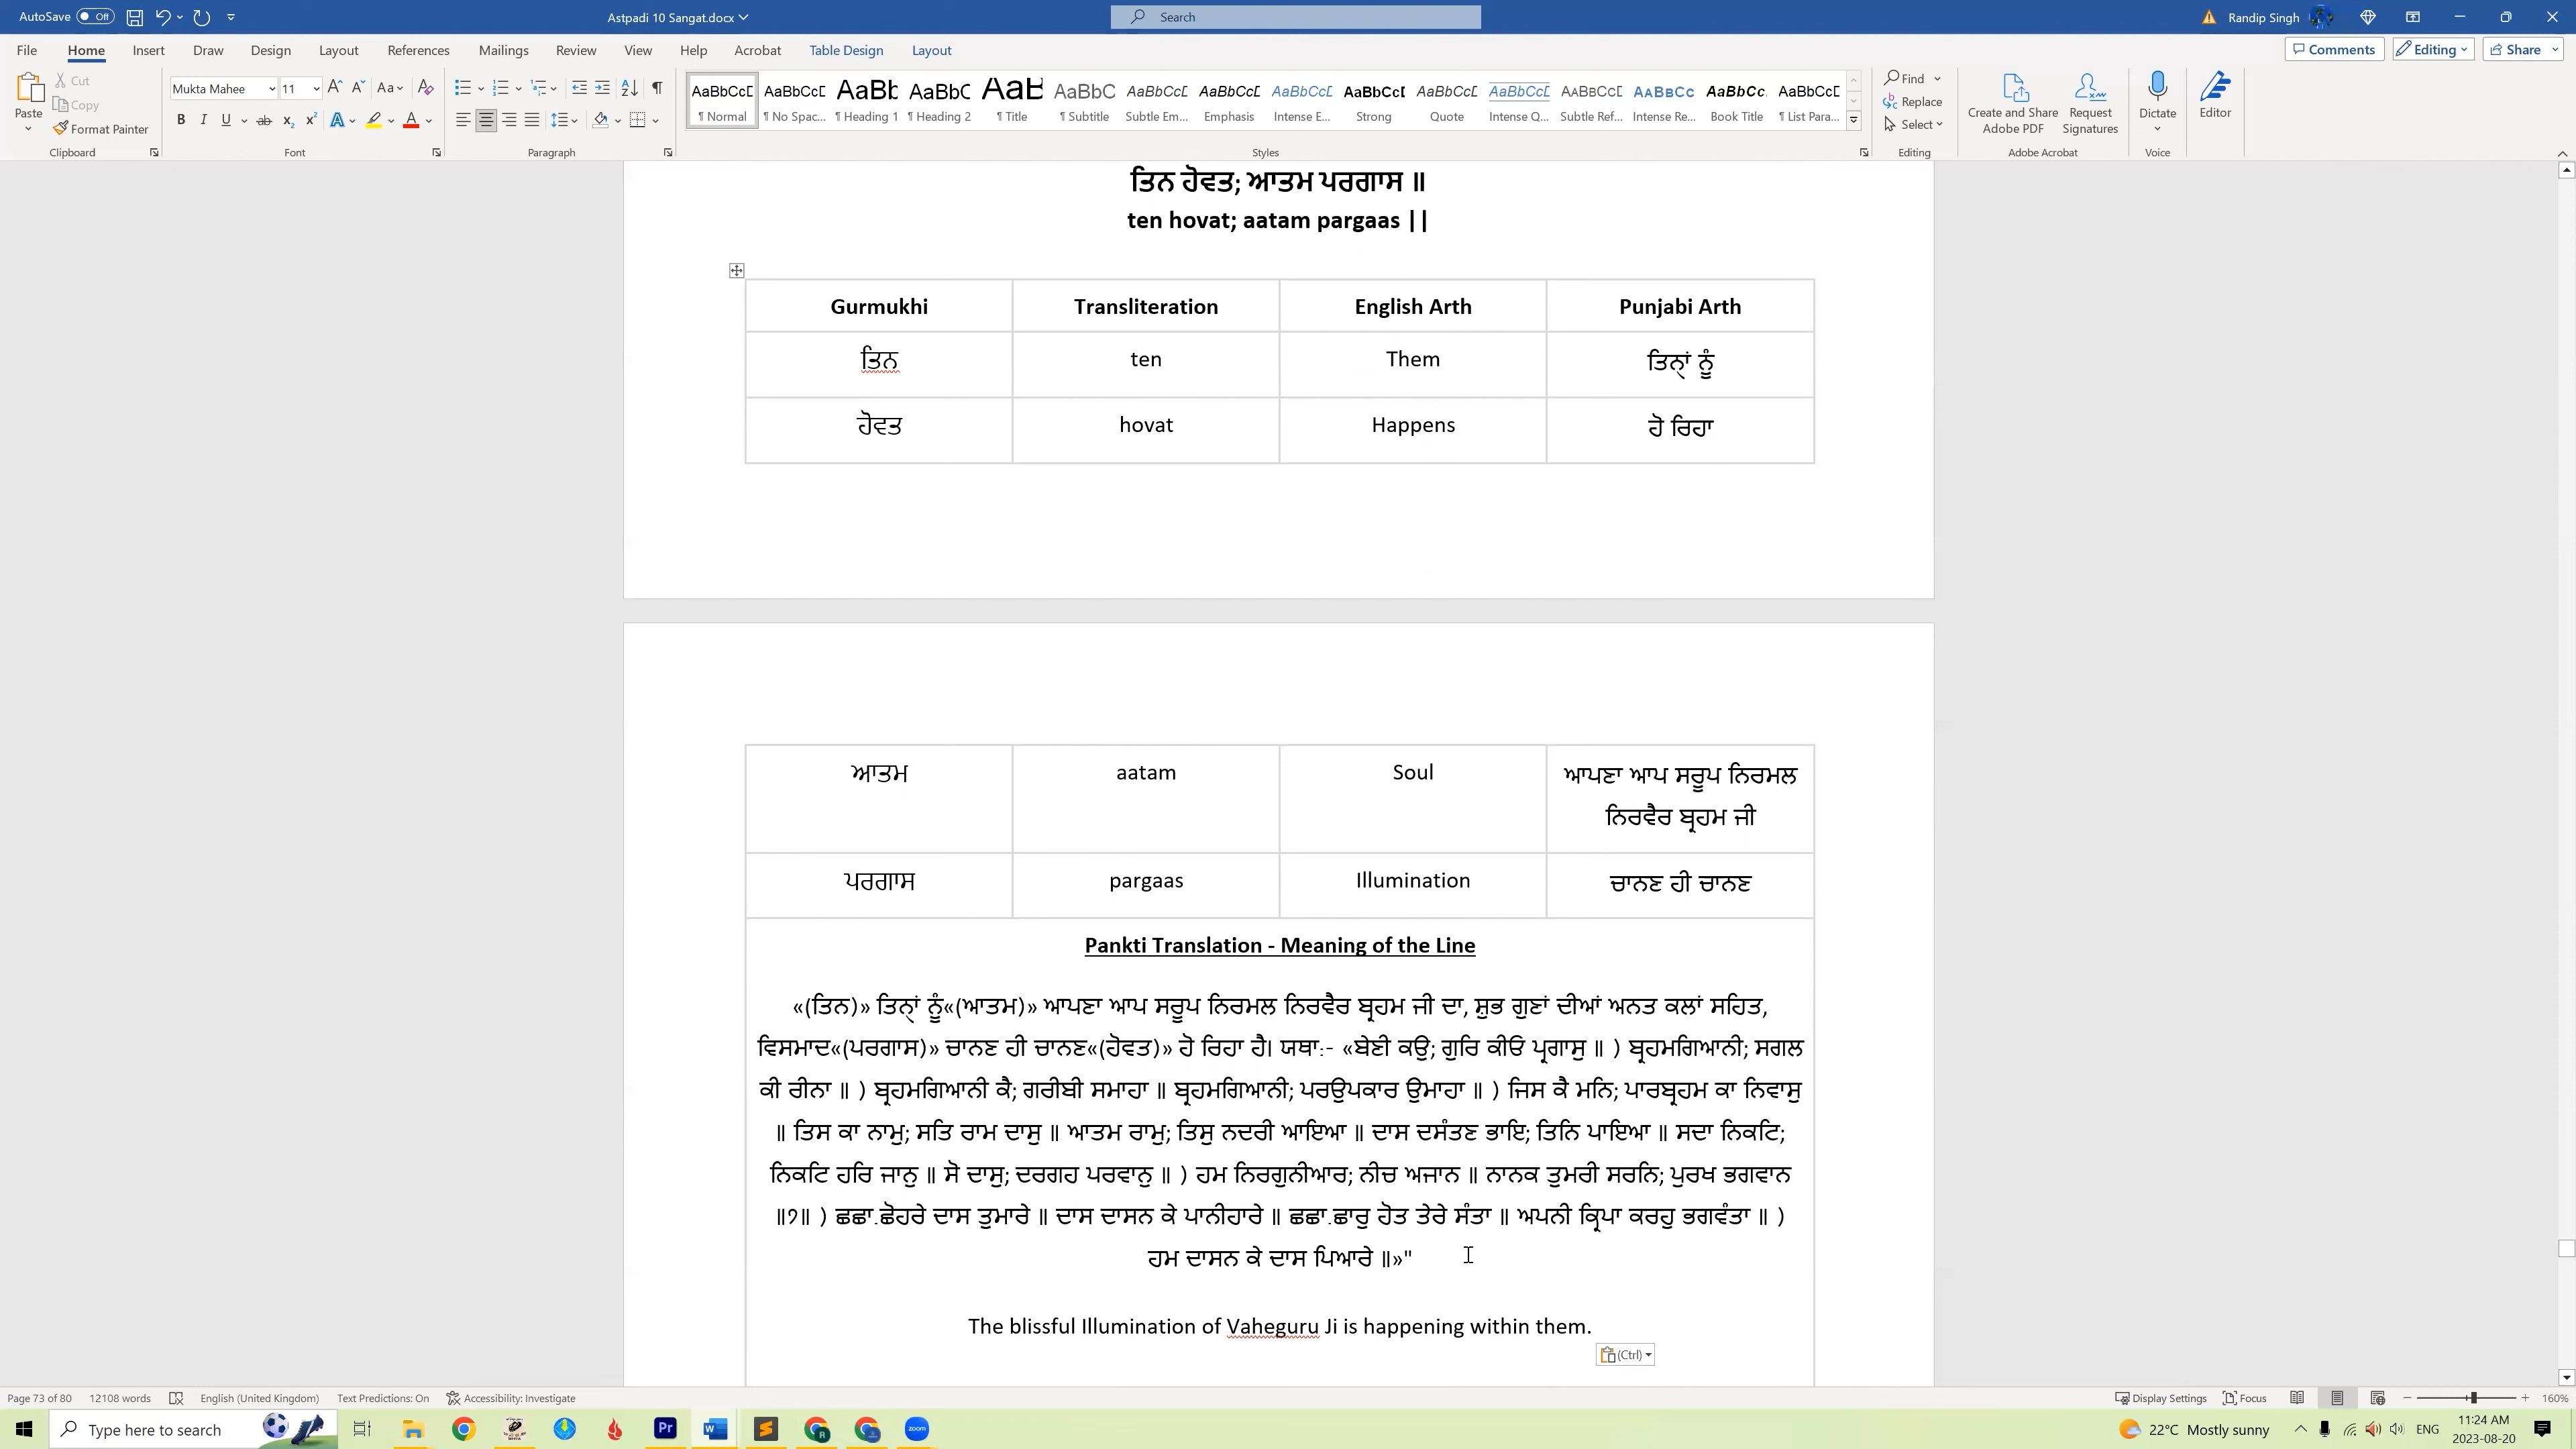 AutoSave Off
Astpadi 10 Sangat.docx
Search
Randip Singh
File Home Insert Draw Design Layout References Mailings Review View Help Acrobat Table Design Layout
Comments Editing Share
Paste
Cut
Copy
Format Painter
Clipboard
Mukta Mahee 11
Font
Paragraph
AaBbCcD AaBbCcD AaBb AaBbC AaB AaBbC AaBbCcD AaBbCcD AaBbCcD AaBbCcD AaBbCcD AaBbCcD AaBbCcD AaBbCc AaBbCc AaBbCcD
¶ Normal ¶ No Spac... ¶ Heading 1 ¶ Heading 2 ¶ Title ¶ Subtitle Subtle Em... Emphasis Intense E... Strong Quote Intense Q... Subtle Ref... Intense Re... Book Title ¶ List Para...
Styles
Find
Replace
Select
Editing
Create and Share Adobe PDF
Request Signatures
Adobe Acrobat
Dictate
Voice
Editor
ਤਿਨ ਹੋਵਤ; ਆਤਮ ਪਰਗਾਸ ॥
ten hovat; aatam pargaas ||
Gurmukhi Transliteration English Arth Punjabi Arth
ਤਿਨ ten Them ਤਿਨ੍ਹਾਂ ਨੂੰ
ਹੋਵਤ hovat Happens ਹੋ ਰਿਹਾ
ਆਤਮ aatam Soul ਆਪਣਾ ਆਪ ਸਰੂਪ ਨਿਰਮਲ
ਨਿਰਵੈਰ ਬ੍ਰਹਮ ਜੀ
ਪਰਗਾਸ pargaas Illumination ਚਾਨਣ ਹੀ ਚਾਨਣ
Pankti Translation - Meaning of the Line
«(ਤਿਨ)» ਤਿਨ੍ਹਾਂ ਨੂੰ«(ਆਤਮ)» ਆਪਣਾ ਆਪ ਸਰੂਪ ਨਿਰਮਲ ਨਿਰਵੈਰ ਬ੍ਰਹਮ ਜੀ ਦਾ, ਸ਼ੁਭ ਗੁਣਾਂ ਦੀਆਂ ਅਨਤ ਕਲਾਂ ਸਹਿਤ,
ਵਿਸਮਾਦ«(ਪਰਗਾਸ)» ਚਾਨਣ ਹੀ ਚਾਨਣ«(ਹੋਵਤ)» ਹੋ ਰਿਹਾ ਹੈ। ਯਥਾ:- «ਬੇਣੀ ਕਉ; ਗੁਰਿ ਕੀਓ ਪ੍ਰਗਾਸੁ ॥ ) ਬ੍ਰਹਮਗਿਆਨੀ; ਸਗਲ
ਕੀ ਰੀਨਾ ॥ ) ਬ੍ਰਹਮਗਿਆਨੀ ਕੈ; ਗਰੀਬੀ ਸਮਾਹਾ ॥ ਬ੍ਰਹਮਗਿਆਨੀ; ਪਰਉਪਕਾਰ ਉਮਾਹਾ ॥ ) ਜਿਸ ਕੈ ਮਨਿ; ਪਾਰਬ੍ਰਹਮ ਕਾ ਨਿਵਾਸੁ
॥ ਤਿਸ ਕਾ ਨਾਮੁ; ਸਤਿ ਰਾਮ ਦਾਸੁ ॥ ਆਤਮ ਰਾਮੁ; ਤਿਸੁ ਨਦਰੀ ਆਇਆ ॥ ਦਾਸ ਦਸੰਤਣ ਭਾਇ; ਤਿਨਿ ਪਾਇਆ ॥ ਸਦਾ ਨਿਕਟਿ;
ਨਿਕਟਿ ਹਰਿ ਜਾਨੁ ॥ ਸੋ ਦਾਸੁ; ਦਰਗਹ ਪਰਵਾਨੁ ॥ ) ਹਮ ਨਿਰਗੁਨੀਆਰ; ਨੀਚ ਅਜਾਨ ॥ ਨਾਨਕ ਤੁਮਰੀ ਸਰਨਿ; ਪੁਰਖ ਭਗਵਾਨ
॥੭॥ ) ਛਛਾ.ਛੋਹਰੇ ਦਾਸ ਤੁਮਾਰੇ ॥ ਦਾਸ ਦਾਸਨ ਕੇ ਪਾਨੀਹਾਰੇ ॥ ਛਛਾ.ਛਾਰੁ ਹੋਤ ਤੇਰੇ ਸੰਤਾ ॥ ਅਪਨੀ ਕ੍ਰਿਪਾ ਕਰਹੁ ਭਗਵੰਤਾ ॥ )
ਹਮ ਦਾਸਨ ਕੇ ਦਾਸ ਪਿਆਰੇ ॥»"
The blissful Illumination of Vaheguru Ji is happening within them.
(Ctrl)
Page 73 of 80 12108 words English (United Kingdom) Text Predictions: On Accessibility: Investigate Display Settings Focus 160%
Type here to search
22°C Mostly sunny ENG 11:24 AM
2023-08-20